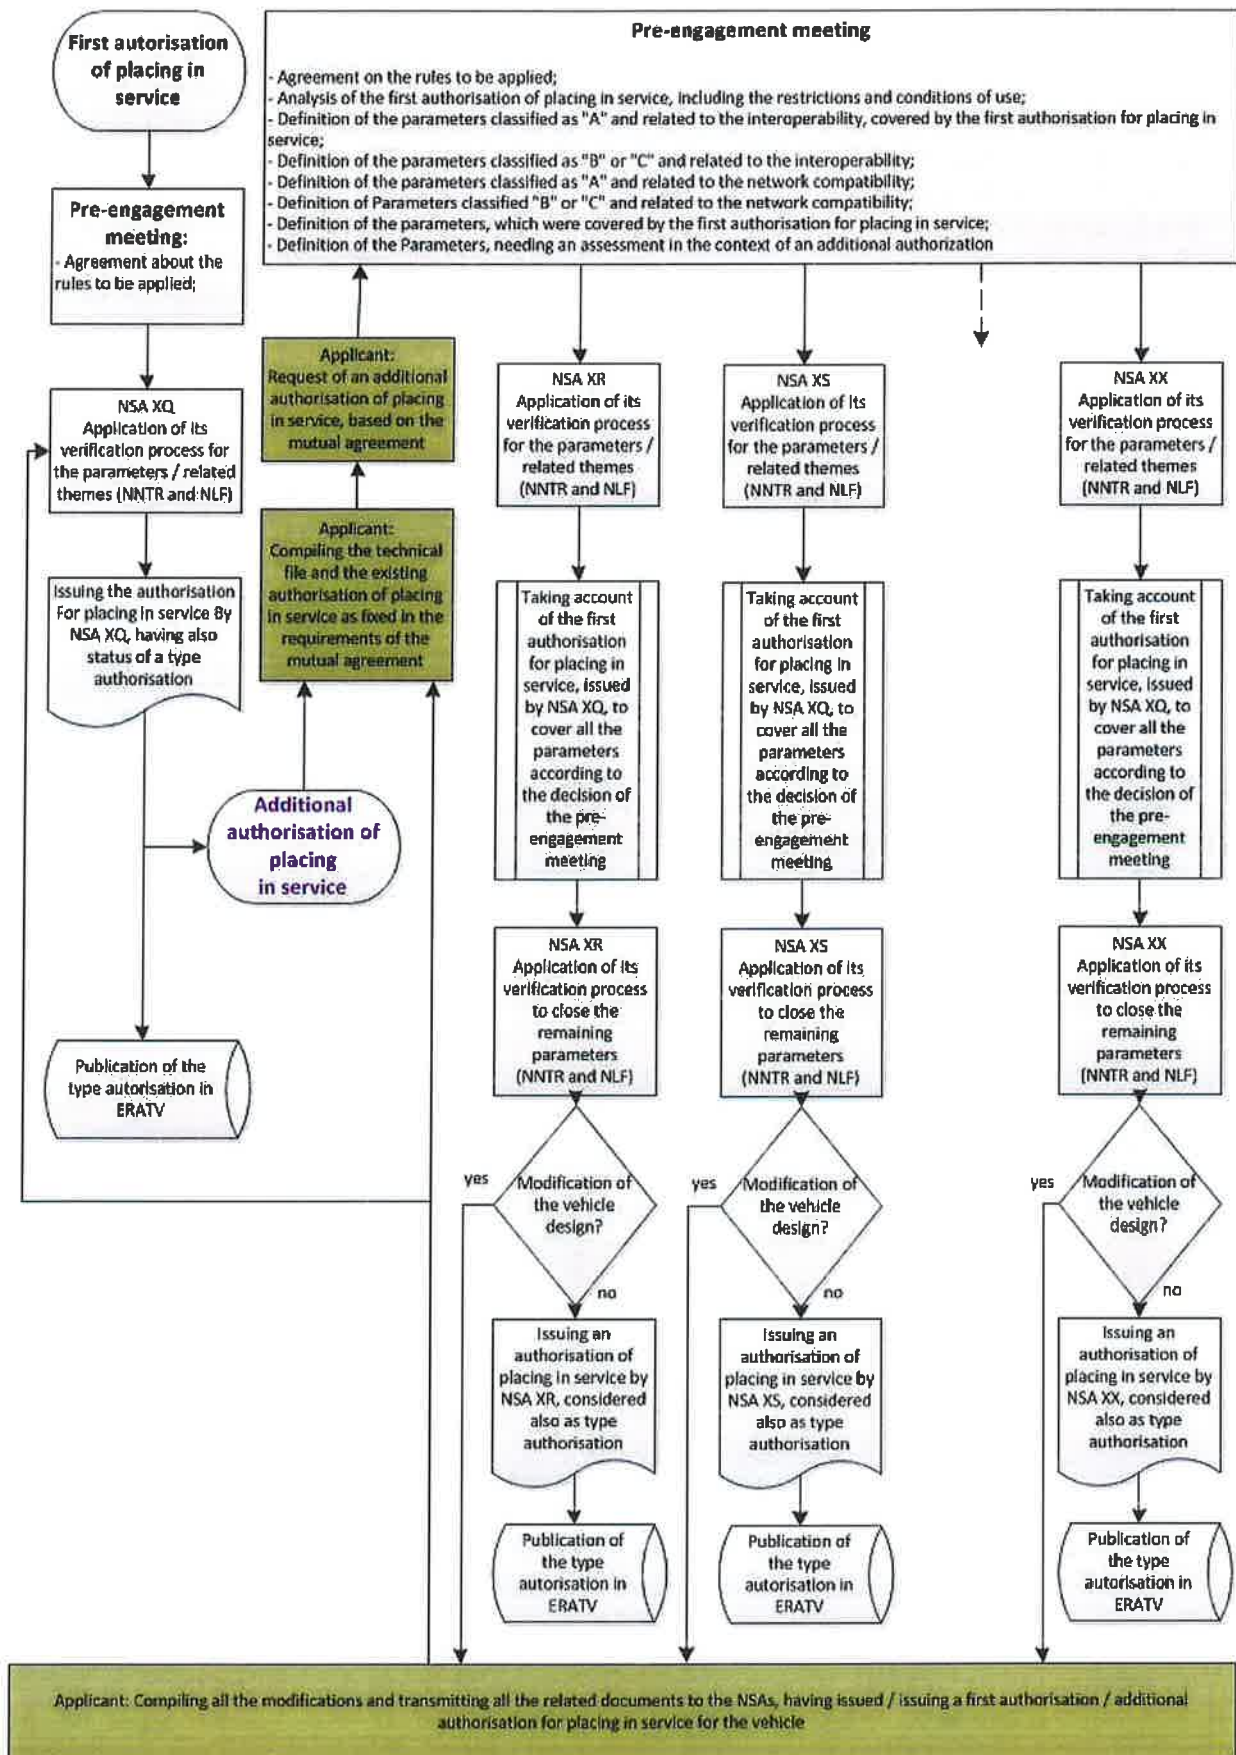 First autorisation
of placing in
service
Pre-engagement
meeting:
- Agreement about the
rules to be applied;
NSA XQ
Application of its
verification process for
the parameters / related
themes (NNTR and NLF)
Issuing the authorisation
For placing in service By
NSA XQ, having also
status of a type
authorisation
Publication of the
type autorisation in
ERATV
Pre-engagement meeting
- Agreement on the rules to be applied;
- Analysis of the first authorisation of placing in service, including the restrictions and conditions of use;
- Definition of the parameters classified as "A" and related to the interoperability, covered by the first authorisation for placing in
service;
- Definition of the parameters classified as "B" or "C" and related to the interoperability;
- Definition of the parameters classified as "A" and related to the network compatibility;
- Definition of Parameters classified "B" or "C" and related to the network compatibility;
- Definition of the parameters, which were covered by the first authorisation for placing in service;
- Definition of the Parameters, needing an assessment in the context of an additional authorization
Applicant:
Request of an additional
authorisation of placing
in service, based on the
mutual agreement
Applicant:
Compiling the technical
file and the existing
authorisation of placing
in service as fixed in the
requirements of the
mutual agreement
Additional
authorisation of
placing
in service
NSA XR
Application of its
verification process
for the parameters /
related themes
(NNTR and NLF)
Taking account
of the first
authorisation
for placing in
service, issued
by NSA XQ, to
cover all the
parameters
according to
the decision of
the pre-
engagement
meeting
NSA XR
Application of its
verification process
to close the
remaining
parameters
(NNTR and NLF)
yes
Modification of
the vehicle
design?
no
Issuing an
authorisation of
placing in service by
NSA XR, considered
also as type
authorisation
Publication of
the type
autorisation in
ERATV
NSA XS
Application of its
verification process
for the parameters /
related themes
(NNTR and NLF)
Taking account
of the first
authorisation
for placing in
service, issued
by NSA XQ, to
cover all the
parameters
according to
the decision of
the pre-
engagement
meeting
NSA XS
Application of its
verification process
to close the
remaining
parameters
(NNTR and NLF)
yes
Modification of
the vehicle
design?
no
Issuing an
authorisation of
placing in service by
NSA XS, considered
also as type
authorisation
Publication of
the type
autorisation in
ERATV
NSA XX
Application of its
verification process
for the parameters /
related themes
(NNTR and NLF)
Taking account
of the first
authorisation
for placing in
service, issued
by NSA XQ, to
cover all the
parameters
according to
the decision of
the pre-
engagement
meeting
NSA XX
Application of its
verification process
to close the
remaining
parameters
(NNTR and NLF)
yes
Modification of
the vehicle
design?
no
Issuing an
authorisation of
placing in service by
NSA XX, considered
also as type
authorisation
Publication of
the type
autorisation in
ERATV
Applicant: Compiling all the modifications and transmitting all the related documents to the NSAs, having issued / issuing a first authorisation / additional
authorisation for placing in service for the vehicle